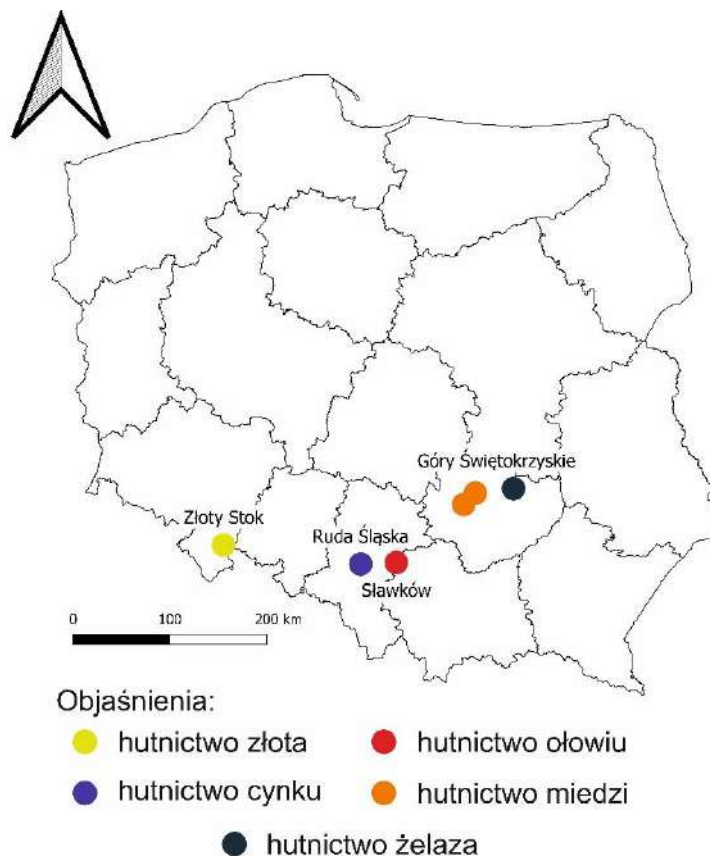 Góry Świętokrzyskie
Złoty Stok
Ruda Śląska
Sławków
0 100 200 km
Objaśnienia:
hutnictwo złota
hutnictwo ołowiu
hutnictwo cynku
hutnictwo miedzi
hutnictwo żelaza